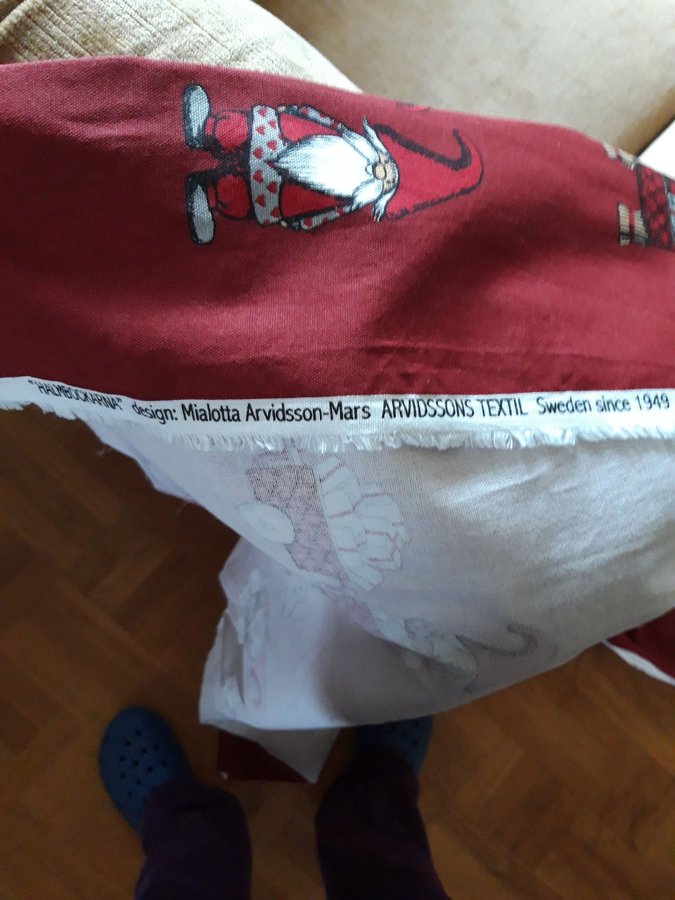 "HALMBOCKARNA" design: Mialotta Arvidsson-Mars ARVIDSSONS TEXTIL Sweden since 1949